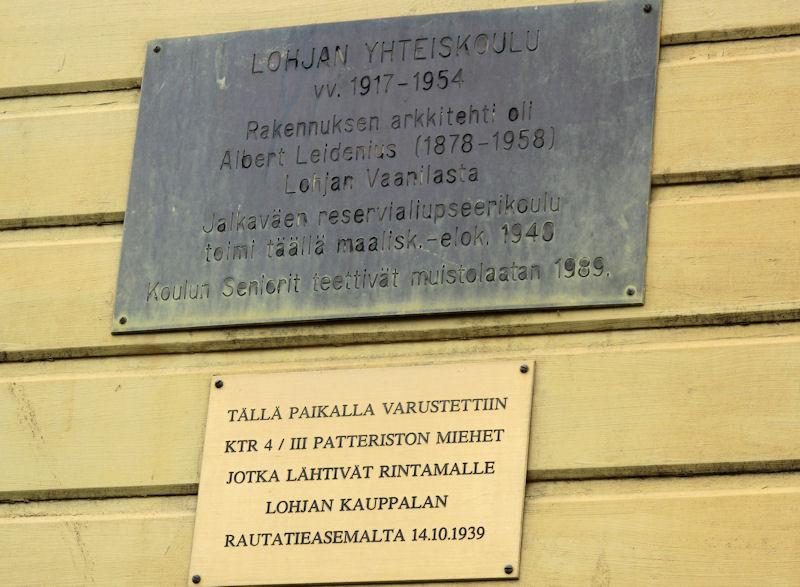 LOHJAN YHTEISKOULU
vv. 1917-1954
Rakennuksen arkkitehti oli
Albert Leidenius (1878-1958)
Lohjan Vaanilasta
Jalkaväen reservialiupseerikoulu
toimi täällä maalisk.-elok. 1940
Koulun Seniorit teettivät muistolaatan 1989.
TÄLLÄ PAIKALLA VARUSTETTIIN
KTR 4 / III PATTERISTON MIEHET
JOTKA LÄHTIVÄT RINTAMALLE
LOHJAN KAUPPALAN
RAUTATIEASEMALTA 14.10.1939